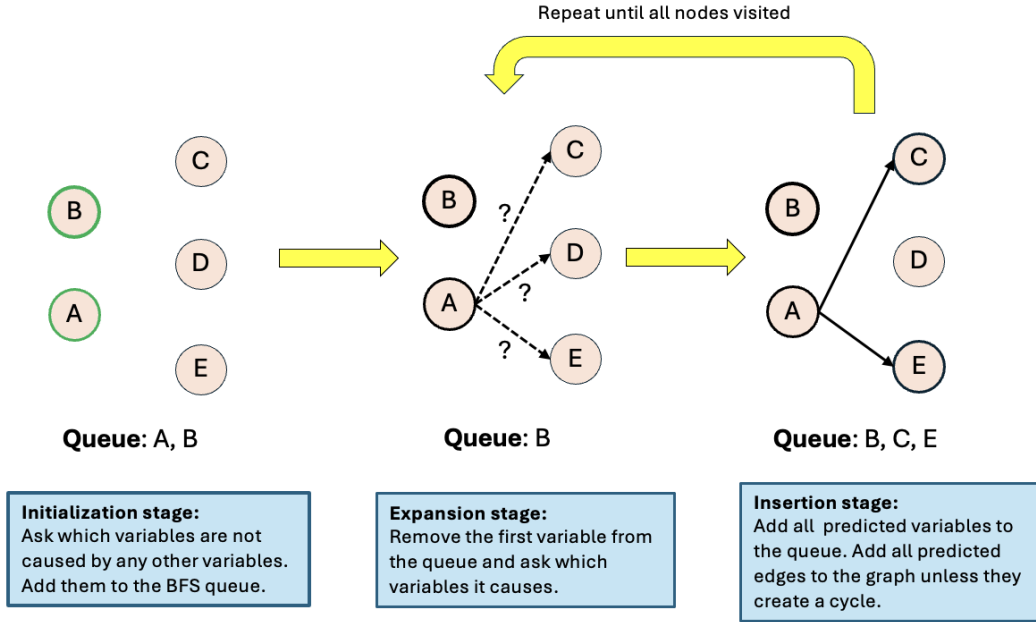 Repeat until all nodes visited
C
B
D
A
E
C
B
?
D
A
?
?
E
C
B
D
A
E
Queue: A, B
Queue: B
Queue: B, C, E
Initialization stage:
Ask which variables are not
caused by any other variables.
Add them to the BFS queue.
Expansion stage:
Remove the first variable from
the queue and ask which
variables it causes.
Insertion stage:
Add all predicted variables to
the queue. Add all predicted
edges to the graph unless they
create a cycle.